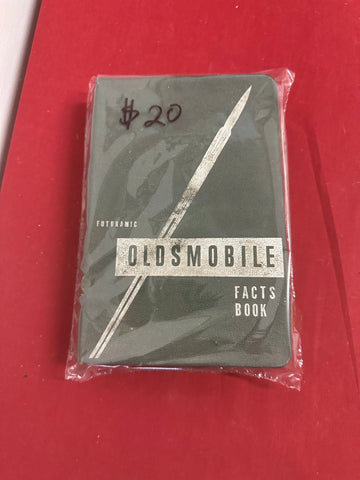 $20
FUTURAMIC
OLDSMOBILE
FACTS
BOOK